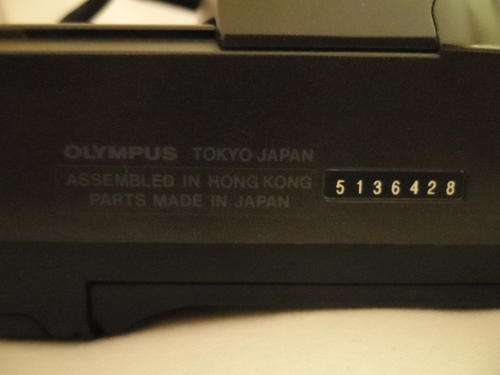 OLYMPUS TOKYO JAPAN
ASSEMBLED IN HONG KONG
PARTS MADE IN JAPAN
5136428